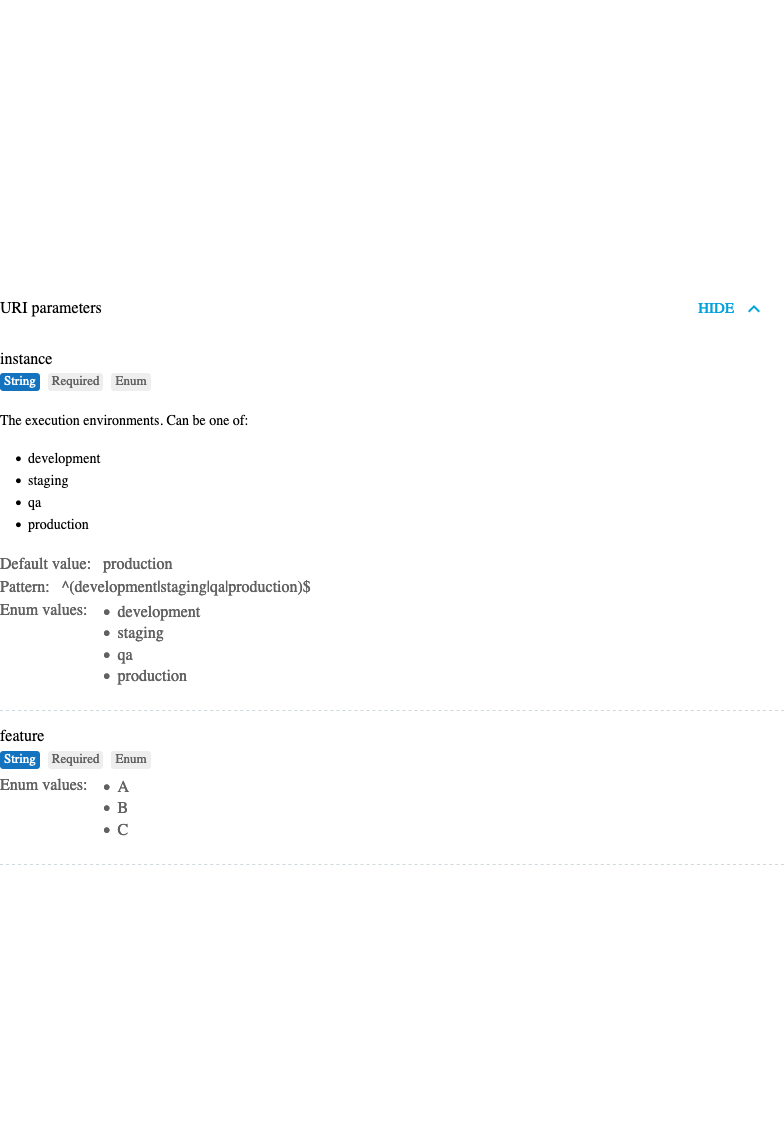 URI parameters HIDE
instance
String Required Enum
The execution environments. Can be one of:
• development
• staging
• qa
• production
Default value: production
Pattern: ^(development|staging|qa|production)$
Enum values: • development
• staging
• qa
• production
feature
String Required Enum
Enum values: • A
• B
• C